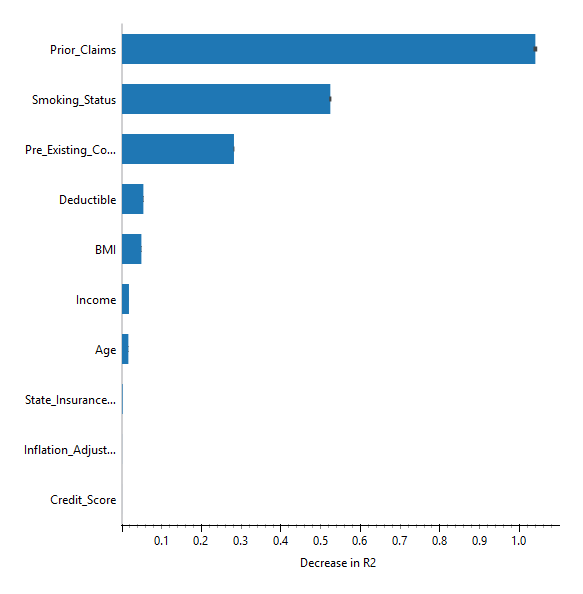 Prior_Claims
Smoking_Status
Pre_Existing_Co...
Deductible
BMI
Income
Age
State_Insurance...
Inflation_Adjust...
Credit_Score
0.1 0.2 0.3 0.4 0.5 0.6 0.7 0.8 0.9 1.0
Decrease in R2